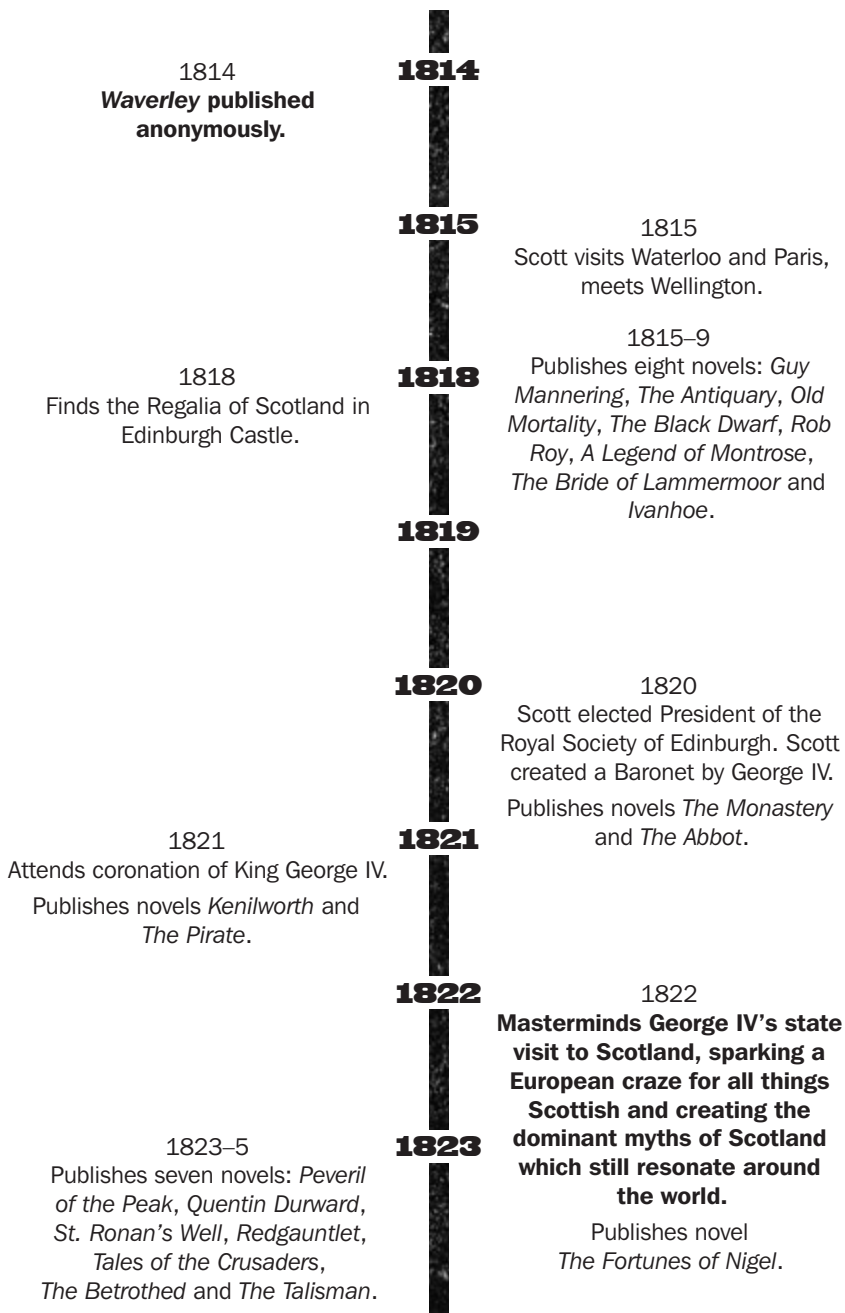 1814
1814
Waverley published
anonymously.
1815
1815
Scott visits Waterloo and Paris,
meets Wellington.
1815–9
Publishes eight novels: Guy
Mannering, The Antiquary, Old
Mortality, The Black Dwarf, Rob
Roy, A Legend of Montrose,
The Bride of Lammermoor and
Ivanhoe.
1818
1818
Finds the Regalia of Scotland in
Edinburgh Castle.
1819
1820
1820
Scott elected President of the
Royal Society of Edinburgh. Scott
created a Baronet by George IV.
Publishes novels The Monastery
and The Abbot.
1821
1821
Attends coronation of King George IV.
Publishes novels Kenilworth and
The Pirate.
1822
1822
Masterminds George IV’s state
visit to Scotland, sparking a
European craze for all things
Scottish and creating the
dominant myths of Scotland
which still resonate around
the world.
Publishes novel
The Fortunes of Nigel.
1823
1823–5
Publishes seven novels: Peveril
of the Peak, Quentin Durward,
St. Ronan’s Well, Redgauntlet,
Tales of the Crusaders,
The Betrothed and The Talisman.